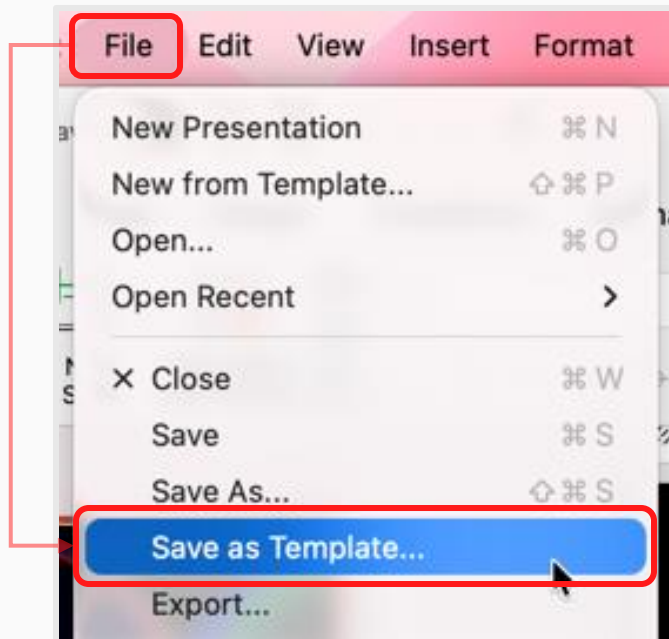 File Edit View Insert Format
New Presentation ⌘ N
New from Template... ⇧ ⌘ P
Open... ⌘ O
Open Recent
Close ⌘ W
Save ⌘ S
Save As... ⇧ ⌘ S
Save as Template...
Export...